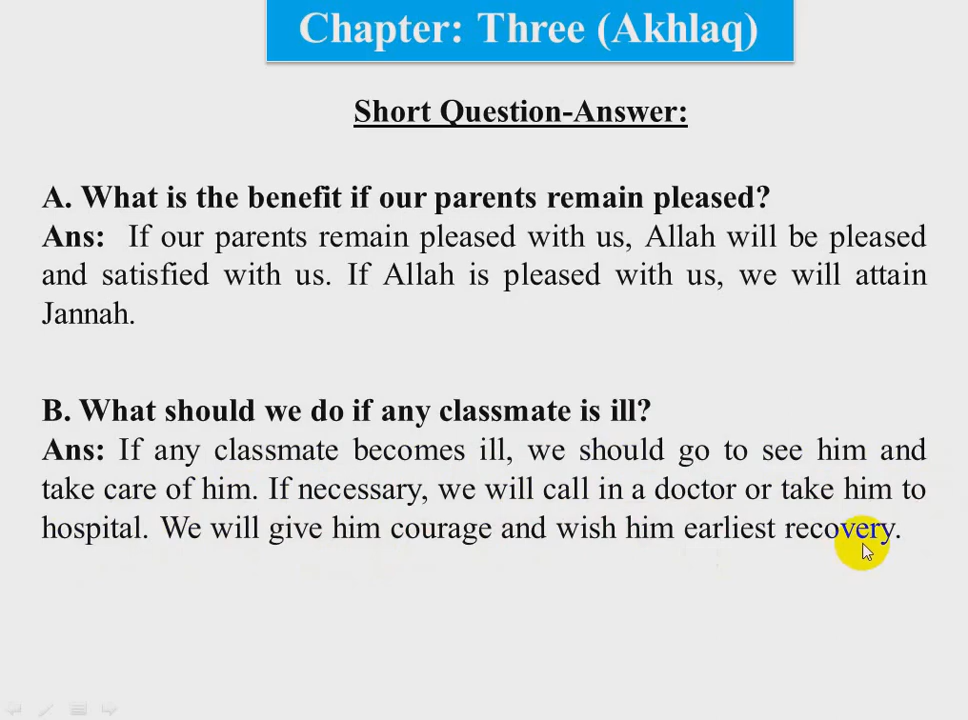 Chapter: Three (Akhlaq)
Short Question-Answer:
A. What is the benefit if our parents remain pleased?
Ans: If our parents remain pleased with us, Allah will be pleased
and satisfied with us. If Allah is pleased with us, we will attain
Jannah.
B. What should we do if any classmate is ill?
Ans: If any classmate becomes ill, we should go to see him and
take care of him. If necessary, we will call in a doctor or take him to
hospital. We will give him courage and wish him earliest recovery.